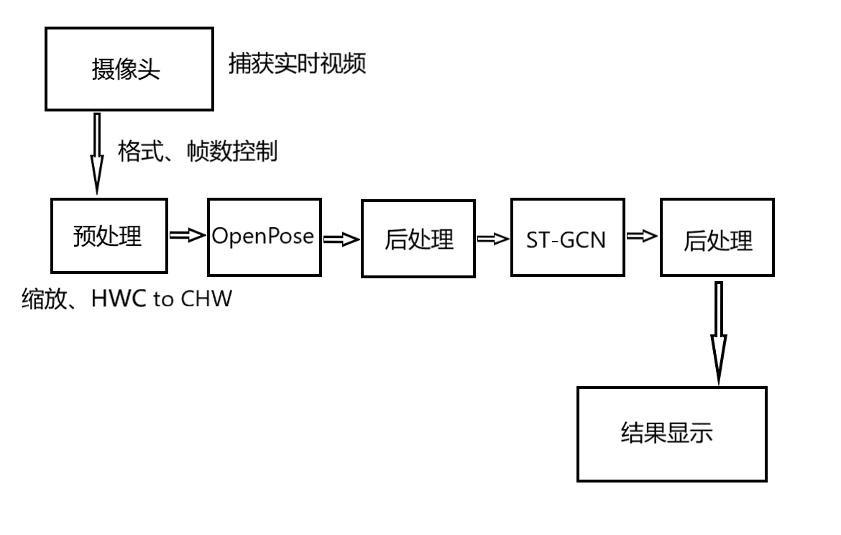 摄像头
捕获实时视频
格式、帧数控制
预处理
OpenPose
后处理
ST-GCN
后处理
缩放、HWC to CHW
结果显示